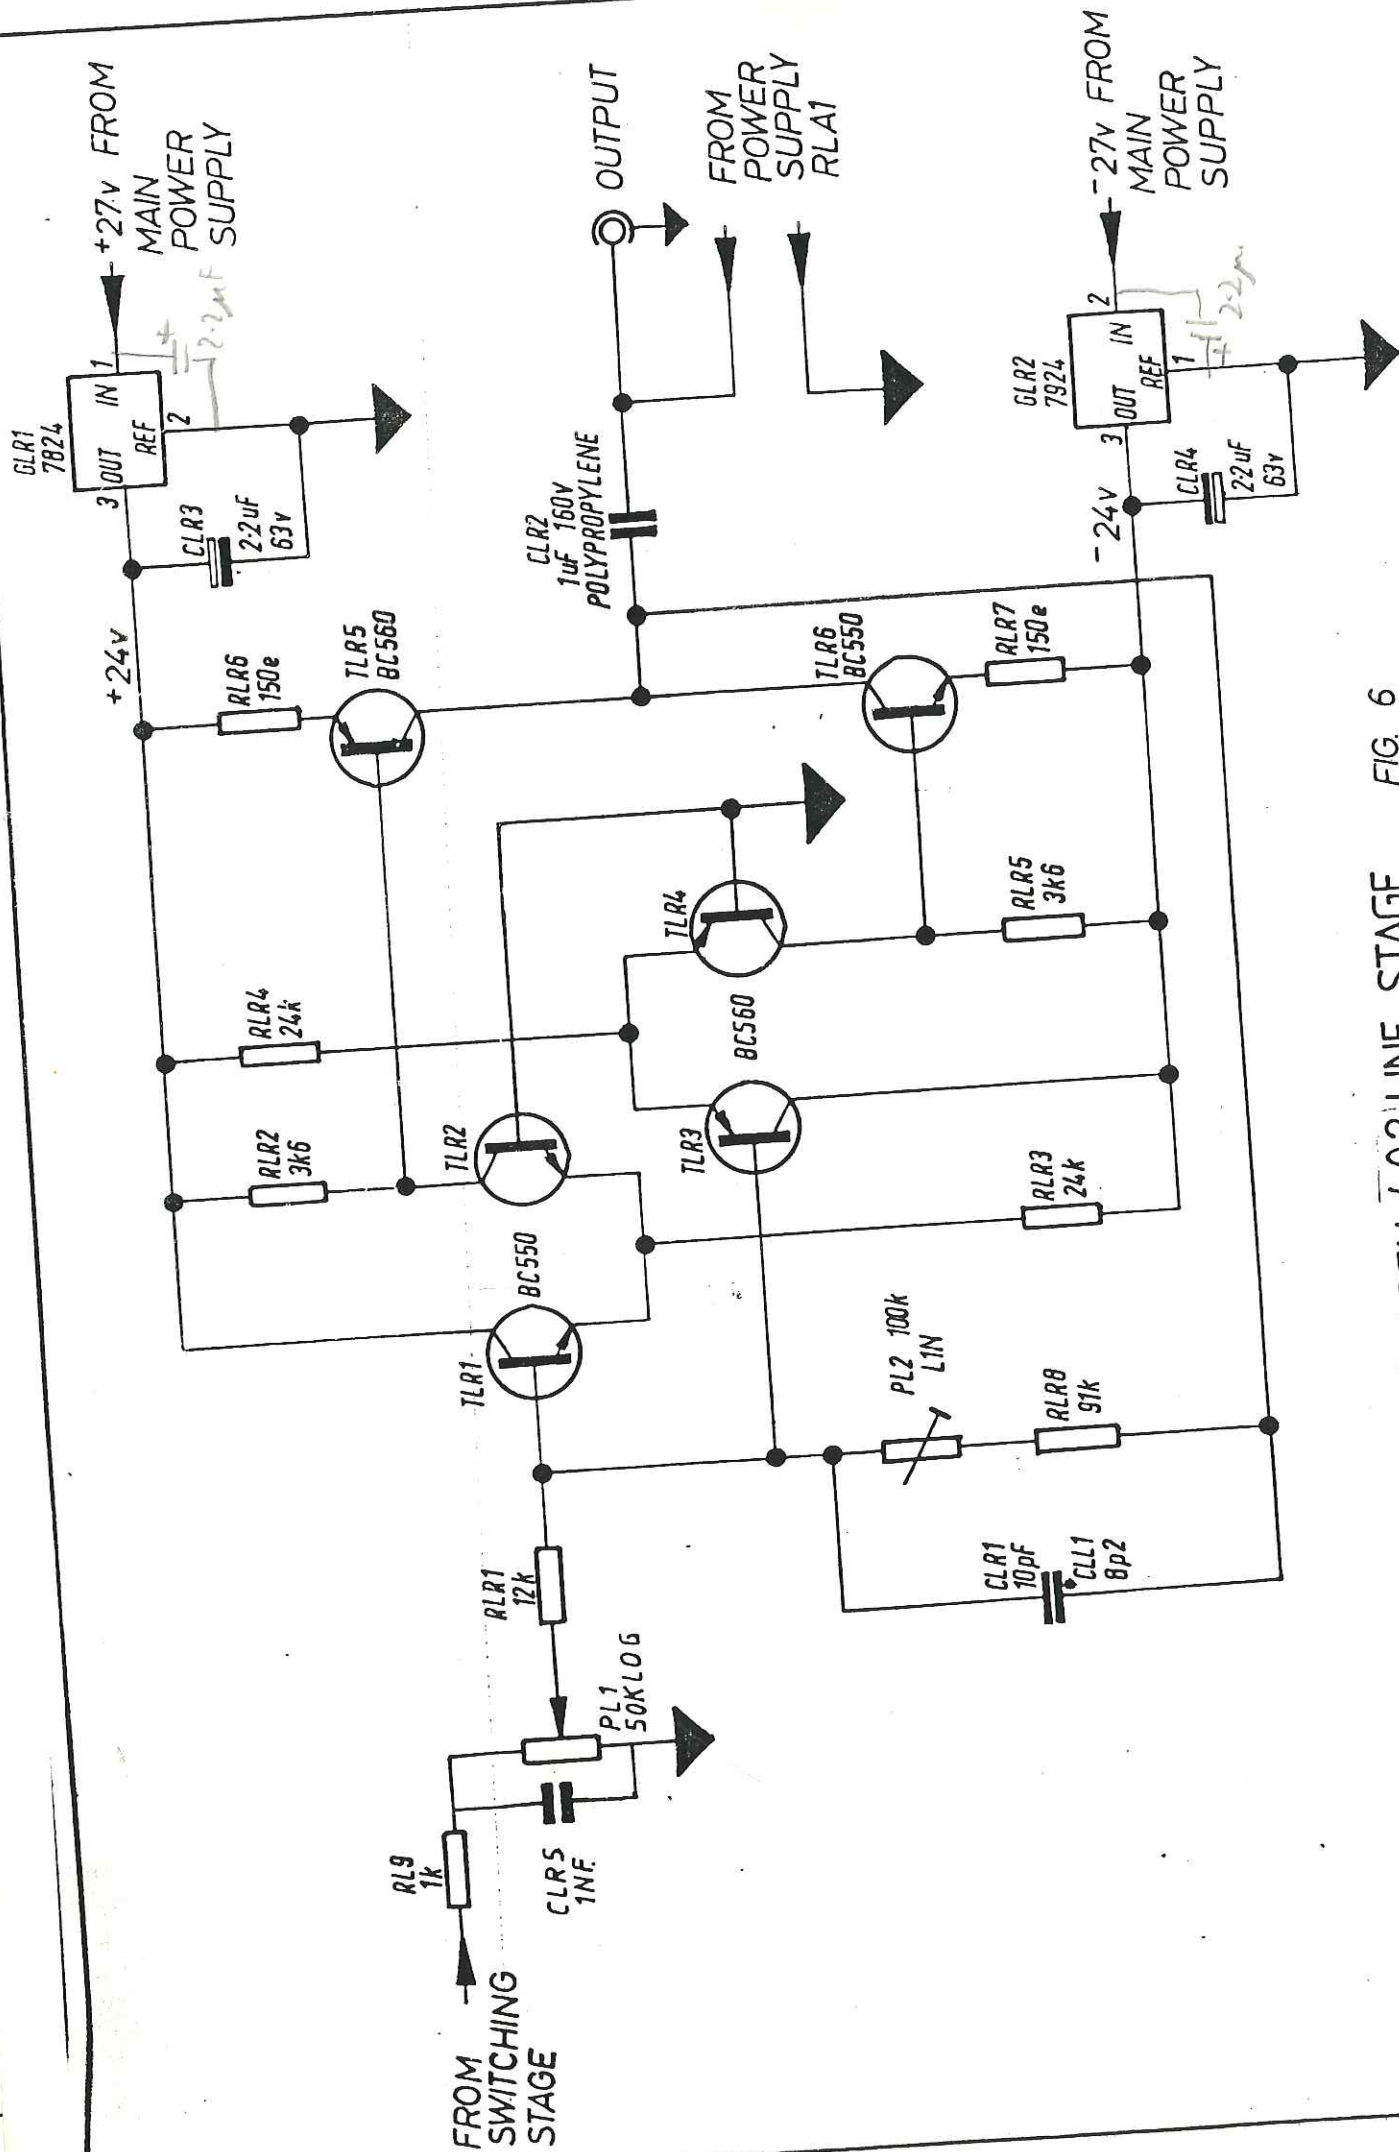 +27v FROM
MAIN
POWER
SUPPLY
GLR1
7824
OUT
IN
REF
3
1
2
2.2µF
+
+24v
CLR3
2·2uF
63v
RLR6
150e
TLR5
BC560
RLR4
24k
RLR2
3k6
TLR2
BC550
TLR1
OUTPUT
FROM
POWER
SUPPLY
RLA1
CLR2
1uF 160v
POLYPROPYLENE
TLR6
BC550
RLR7
150e
TLR4
BC560
TLR3
RLR5
3k6
RLR3
24k
-27v FROM
MAIN
POWER
SUPPLY
GLR2
7924
OUT
IN
REF
3
2
1
+
2.2µ
-24v
CLR4
2·2uF
63v
PL2 100k
L1N
RLR8
91k
CLR1
10pF
CLL1
8p2
RLR1
12k
PL1
50K LOG
RL9
1k
CLR5
1NF.
FROM
SWITCHING
STAGE
LINE STAGE
FIG. 6